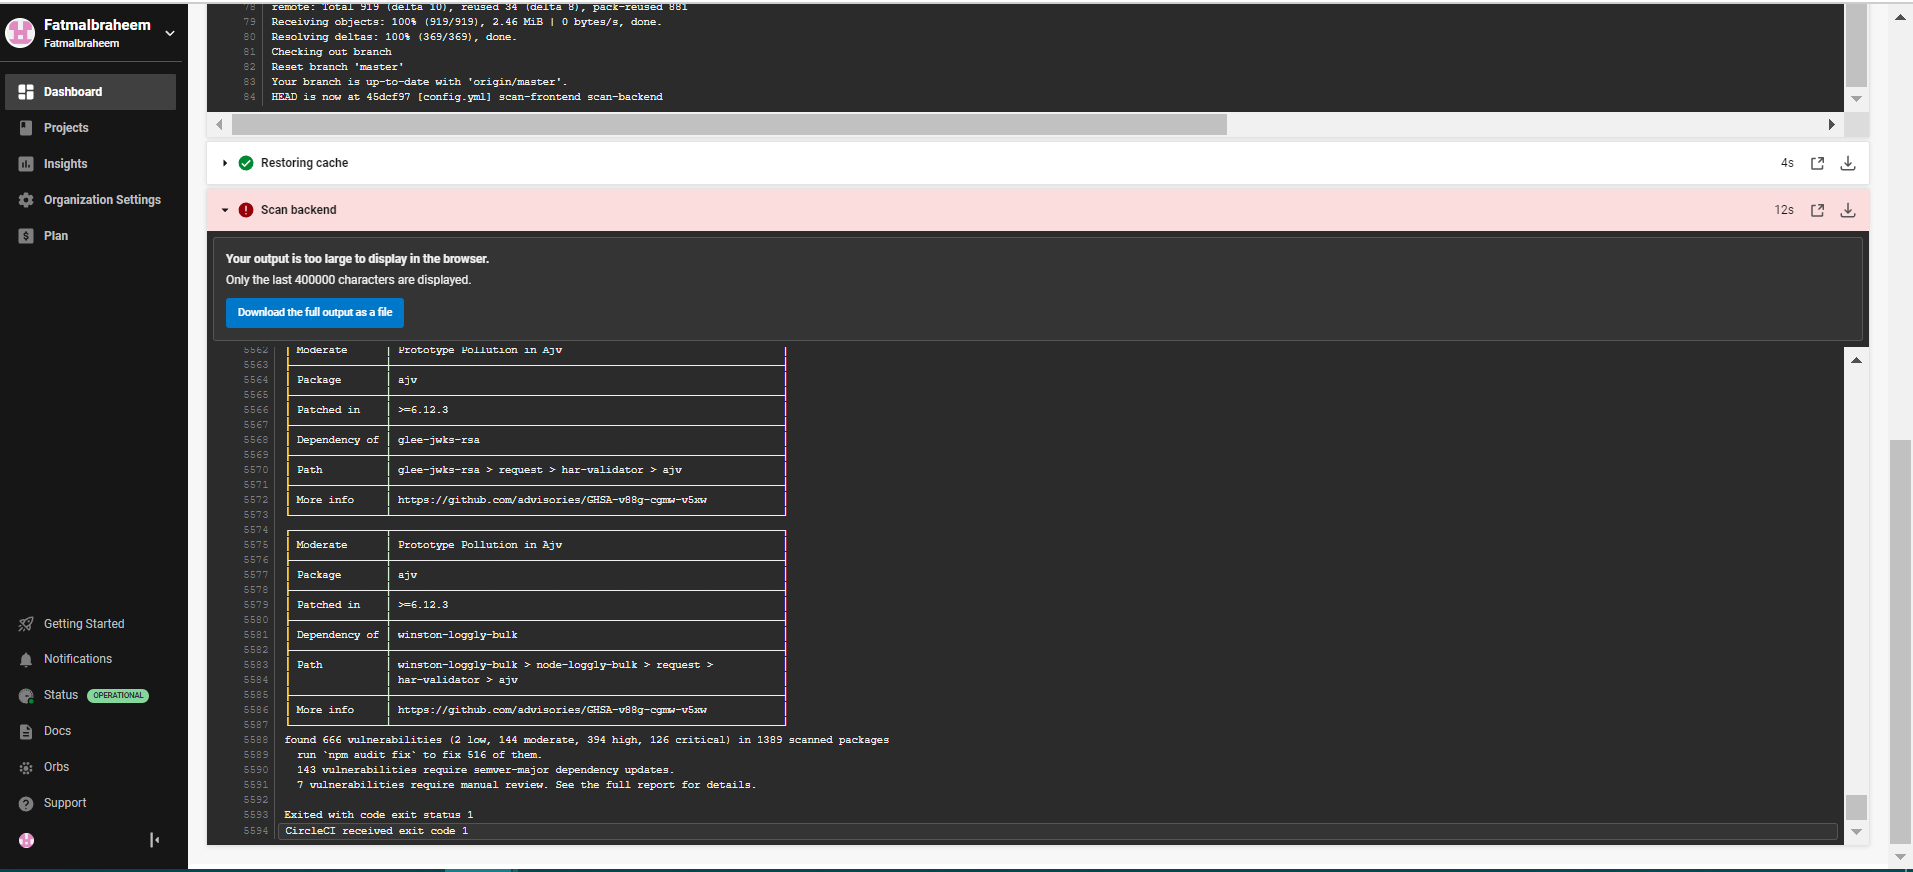 FatmaIbraheem
FatmaIbraheem
Dashboard
Projects
Insights
Organization Settings
Plan
Getting Started
Notifications
Status OPERATIONAL
Docs
Orbs
Support
78 remote: Total 919 (delta 10), reused 34 (delta 8), pack-reused 881
79 Receiving objects: 100% (919/919), 2.46 MiB | 0 bytes/s, done.
80 Resolving deltas: 100% (369/369), done.
81 Checking out branch
82 Reset branch 'master'
83 Your branch is up-to-date with 'origin/master'.
84 HEAD is now at 45dcf97 [config.yml] scan-frontend scan-backend
Restoring cache 4s
Scan backend 12s
Your output is too large to display in the browser.
Only the last 400000 characters are displayed.
Download the full output as a file
5562 Moderate Prototype Pollution in Ajv
5563
5564 Package ajv
5565
5566 Patched in >=6.12.3
5567
5568 Dependency of glee-jwks-rsa
5569
5570 Path glee-jwks-rsa > request > har-validator > ajv
5571
5572 More info https://github.com/advisories/GHSA-v88g-cgmw-v5xw
5573
5574
5575 Moderate Prototype Pollution in Ajv
5576
5577 Package ajv
5578
5579 Patched in >=6.12.3
5580
5581 Dependency of winston-loggly-bulk
5582
5583 Path winston-loggly-bulk > node-loggly-bulk > request >
5584 har-validator > ajv
5585
5586 More info https://github.com/advisories/GHSA-v88g-cgmw-v5xw
5587
5588 found 666 vulnerabilities (2 low, 144 moderate, 394 high, 126 critical) in 1389 scanned packages
5589 run `npm audit fix` to fix 516 of them.
5590 143 vulnerabilities require semver-major dependency updates.
5591 7 vulnerabilities require manual review. See the full report for details.
5592
5593 Exited with code exit status 1
5594 CircleCI received exit code 1